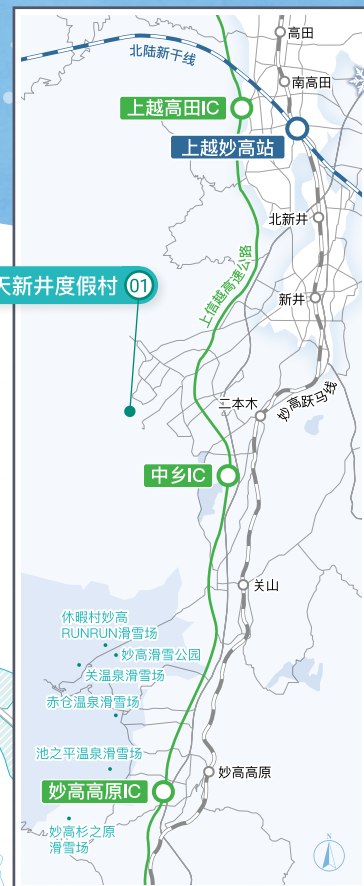 高田
北陆新干线
南高田
上越高田IC
上越妙高站
北新井
上信越高速公路
天新井度假村 01
新井
二本木
妙高跃马线
中乡IC
关山
休暇村妙高
RUNRUN滑雪场
妙高滑雪公园
关温泉滑雪场
赤仓温泉滑雪场
池之平温泉滑雪场
妙高高原
妙高高原IC
妙高杉之原
滑雪场
N